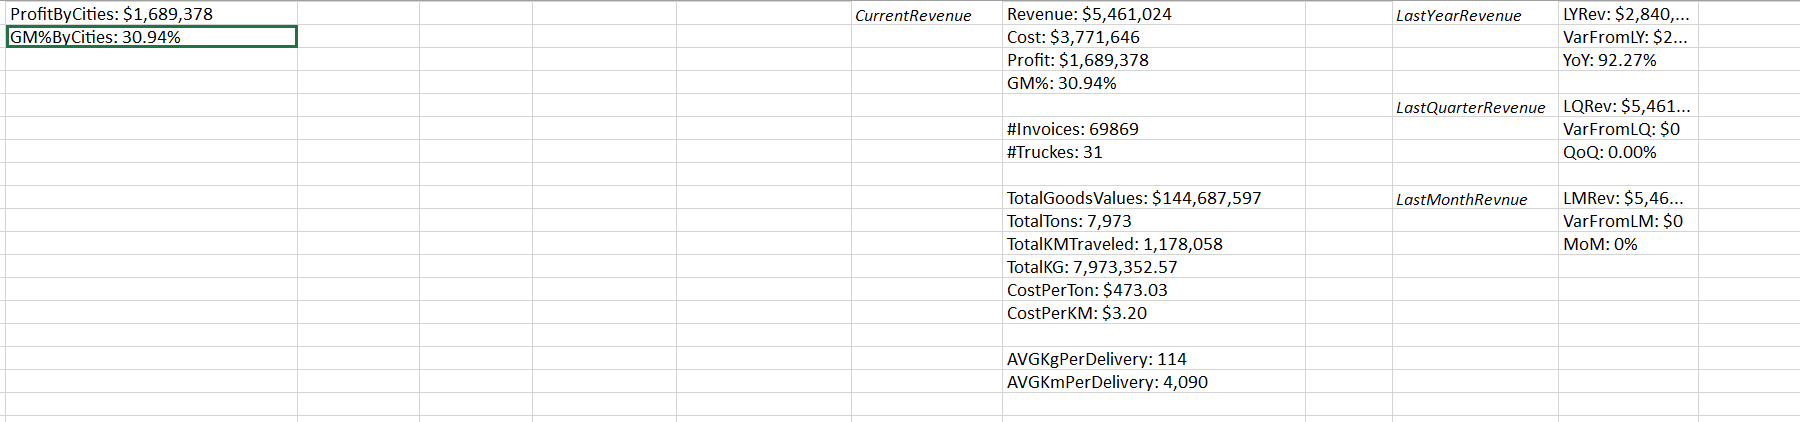 ProfitByCities: $1,689,378
GM%ByCities: 30.94%
CurrentRevenue
Revenue: $5,461,024
Cost: $3,771,646
Profit: $1,689,378
GM%: 30.94%
#Invoices: 69869
#Truckes: 31
TotalGoodsValues: $144,687,597
TotalTons: 7,973
TotalKMTraveled: 1,178,058
TotalKG: 7,973,352.57
CostPerTon: $473.03
CostPerKM: $3.20
AVGKgPerDelivery: 114
AVGKmPerDelivery: 4,090
LastYearRevenue
LYRev: $2,840,...
VarFromLY: $2...
YoY: 92.27%
LastQuarterRevenue
LQRev: $5,461...
VarFromLQ: $0
QoQ: 0.00%
LastMonthRevnue
LMRev: $5,46...
VarFromLM: $0
MoM: 0%